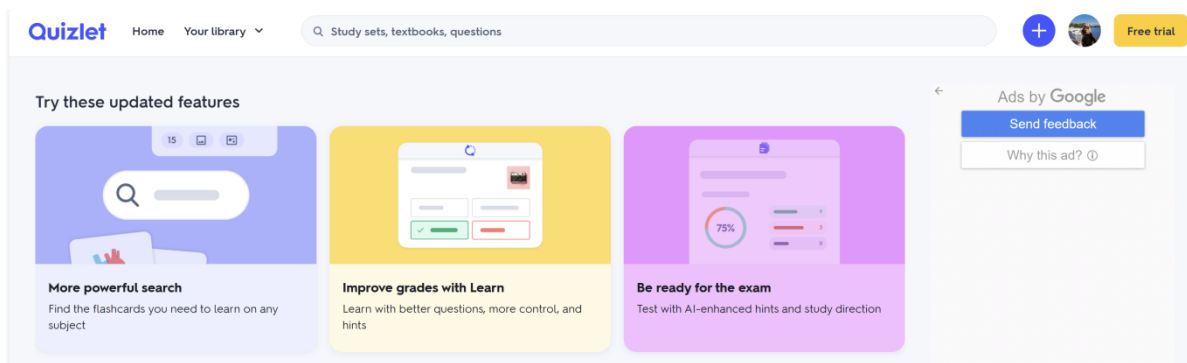 Quizlet
Home
Your library
Study sets, textbooks, questions
Free trial
Try these updated features
Ads by Google
Send feedback
Why this ad?
15
75%
More powerful search
Find the flashcards you need to learn on any
subject
Improve grades with Learn
Learn with better questions, more control, and
hints
Be ready for the exam
Test with AI-enhanced hints and study direction